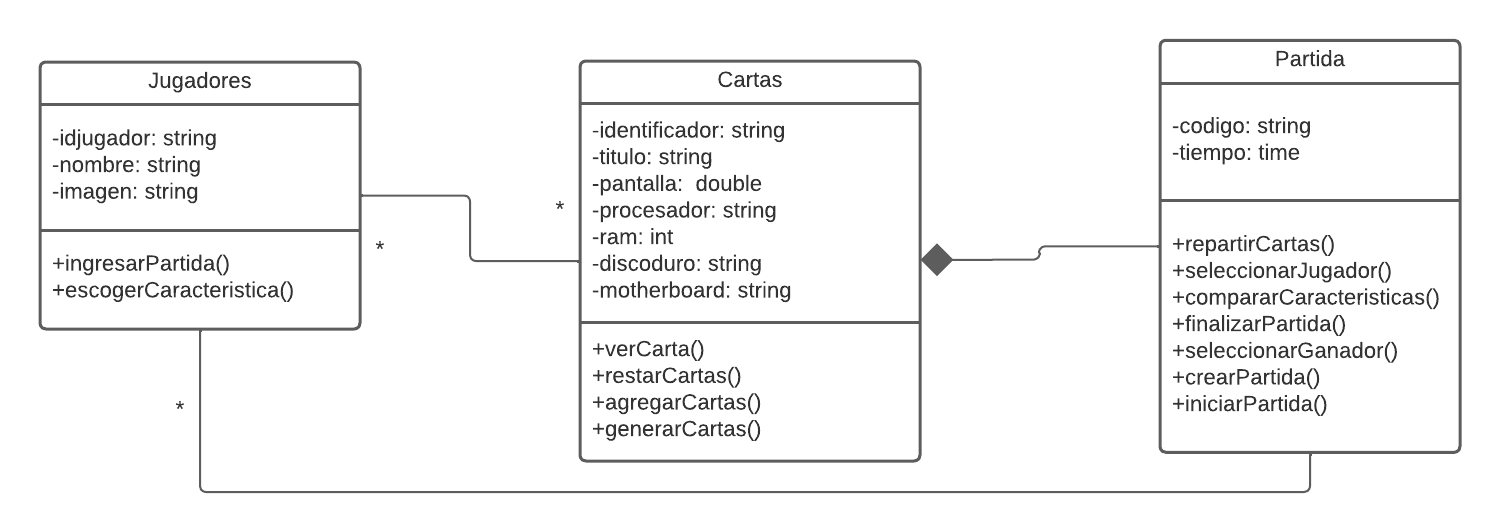 Jugadores
-idjugador: string
-nombre: string
-imagen: string
+ingresarPartida()
+escogerCaracteristica()
*
*
*
Cartas
-identificador: string
-titulo: string
-pantalla:  double
-procesador: string
-ram: int
-discoduro: string
-motherboard: string
+verCarta()
+restarCartas()
+agregarCartas()
+generarCartas()
Partida
-codigo: string
-tiempo: time
+repartirCartas()
+seleccionarJugador()
+compararCaracteristicas()
+finalizarPartida()
+seleccionarGanador()
+crearPartida()
+iniciarPartida()